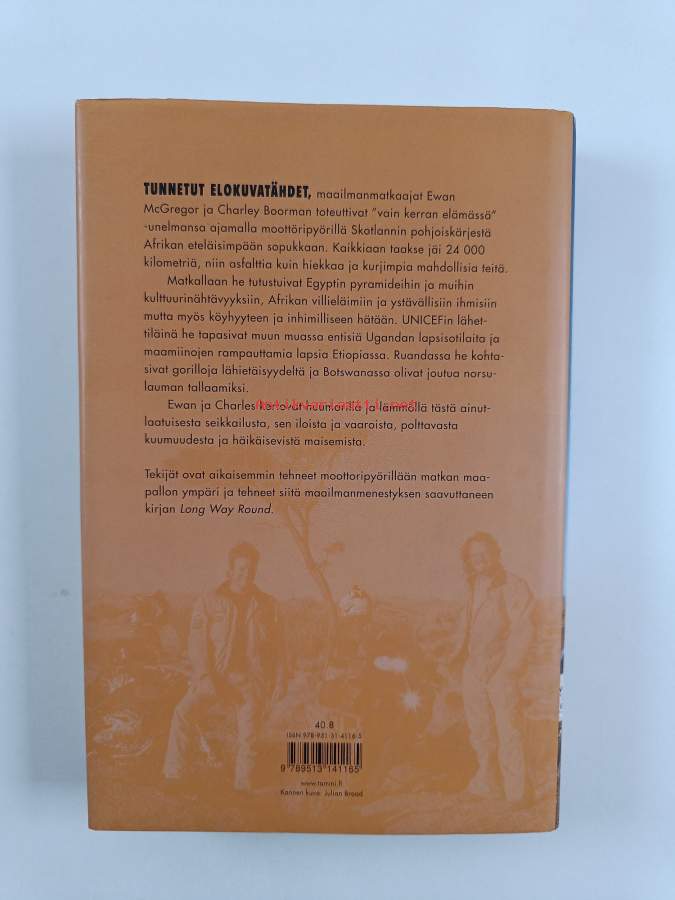 TUNNETUT ELOKUVATÄHDET, maailmanmatkaajat Ewan
McGregor ja Charley Boorman toteuttivat ”vain kerran elämässä”
-unelmansa ajamalla moottöripyörillä Skotlannin pohjoiskärjestä
Afrikan eteläisimpään sopukkaan. Kaikkiaan taakse jäi 24 000
kilometriä, niin asfalttia kuin hiekkaa ja kurjimpia mahdollisia teitä.
Matkallaan he tutustuivat Egyptin pyramideihin ja muihin
kulttuurinähtävyyksiin, Afrikan villieläimiin ja ystävällisiin ihmisiin
mutta myös köyhyyteen ja inhimilliseen hätään. UNICEFin lähet-
tiläinä he tapasivat muun muassa entisiä Ugandan lapsisotilaita ja
maamiinojen rampauttamia lapsia Etiopiassa. Ruandassa he kohta-
sivat gorilloja lähietäisyydeltä ja Botswanassa olivat joutua norsu-
lauman tallaamiksi.
Ewan ja Charles kertovat huumorilla ja lämmöllä tästä ainut-
laatuisesta seikkailusta, sen iloista ja vaaroista, polttavasta
kuumuudesta ja häikäisevistä maisemista.
Tekijät ovat aikaisemmin tehneet moottoripyörillään matkan maa-
pallon ympäri ja tehneet siitä maailmanmenestyksen saavuttaneen
kirjan Long Way Round.
40.8
ISBN 978-951-31-4116-5
9 789513 141165
www.tammi.fi
Kannen kuva: Julian Broad